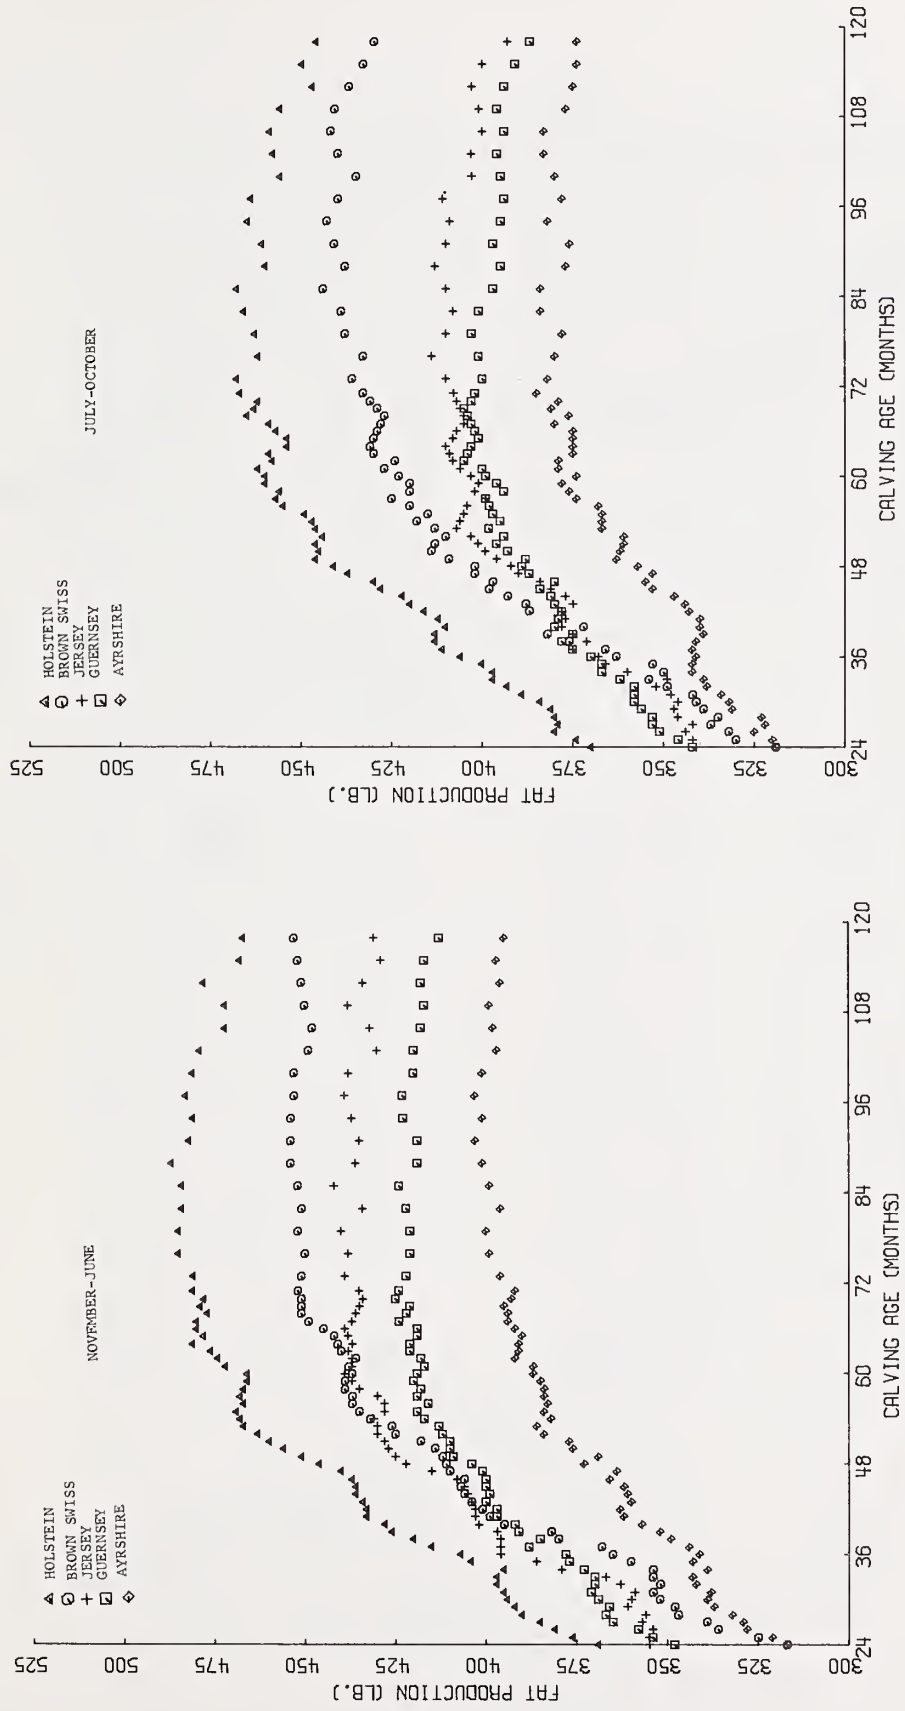 NOVEMBER-JUNE
HOLSTEIN
BROWN SWISS
JERSEY
GUERNSEY
AYRSHIRE
525
500
475
450
425
400
375
350
325
300
FAT PRODUCTION (LB.)
24
36
48
60
72
84
96
108
120
CALVING AGE (MONTHS)
JULY-OCTOBER
HOLSTEIN
BROWN SWISS
JERSEY
GUERNSEY
AYRSHIRE
525
500
475
450
425
400
375
350
325
300
FAT PRODUCTION (LB.)
24
36
48
60
72
84
96
108
120
CALVING AGE (MONTHS)